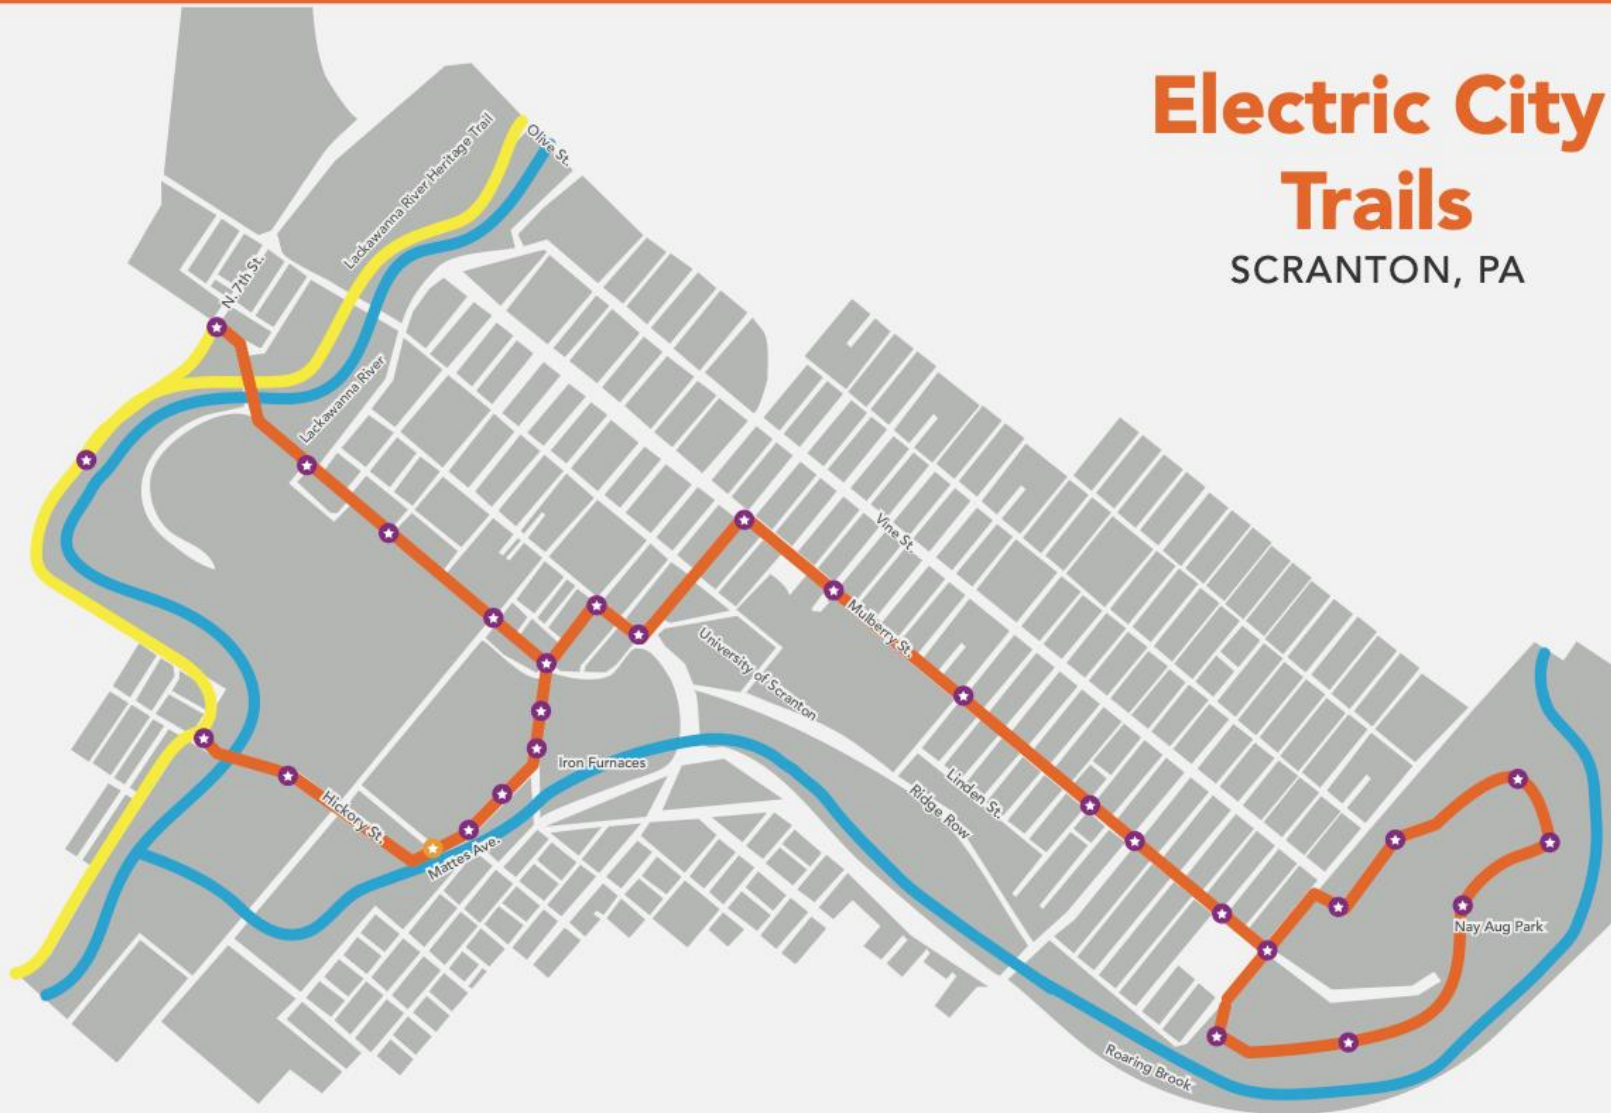 Electric City
Trails
SCRANTON, PA
Olive St.
Lackawanna River Heritage Trail
N. 7th St.
Lackawanna River
Vine St.
Mulberry St.
University of Scranton
Iron Furnaces
Linden St.
Ridge Row
Hickory St.
Mattes Ave.
Nay Aug Park
Roaring Brook